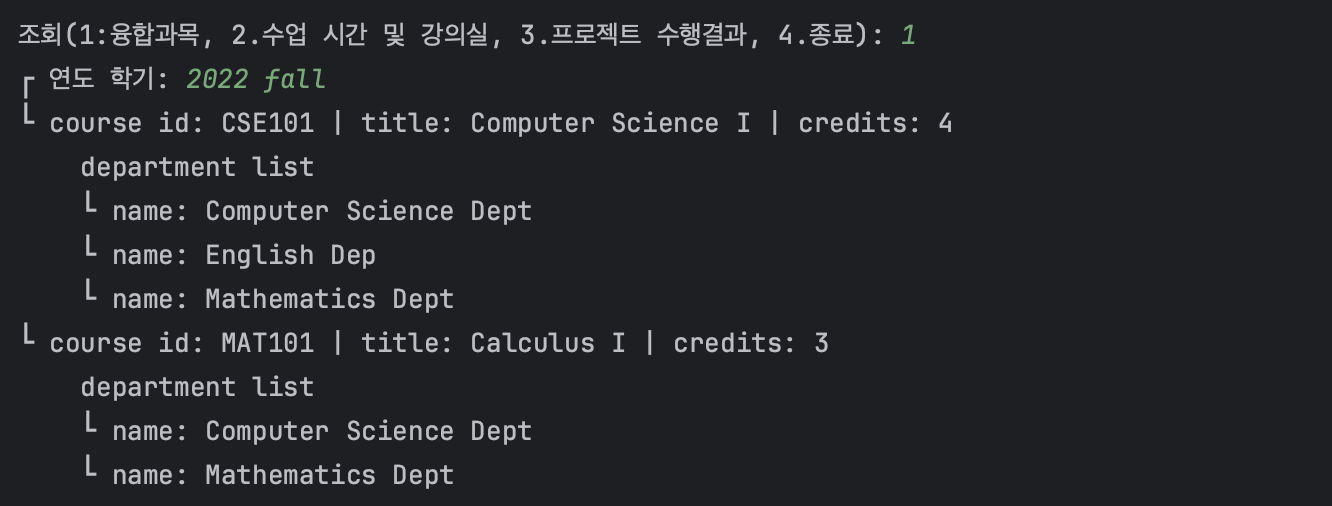 조회(1:융합과목, 2.수업 시간 및 강의실, 3.프로젝트 수행결과, 4.종료): 1
┌ 연도 학기: 2022 fall
└ course id: CSE101 | title: Computer Science I | credits: 4
    department list
    └ name: Computer Science Dept
    └ name: English Dep
    └ name: Mathematics Dept
└ course id: MAT101 | title: Calculus I | credits: 3
    department list
    └ name: Computer Science Dept
    └ name: Mathematics Dept